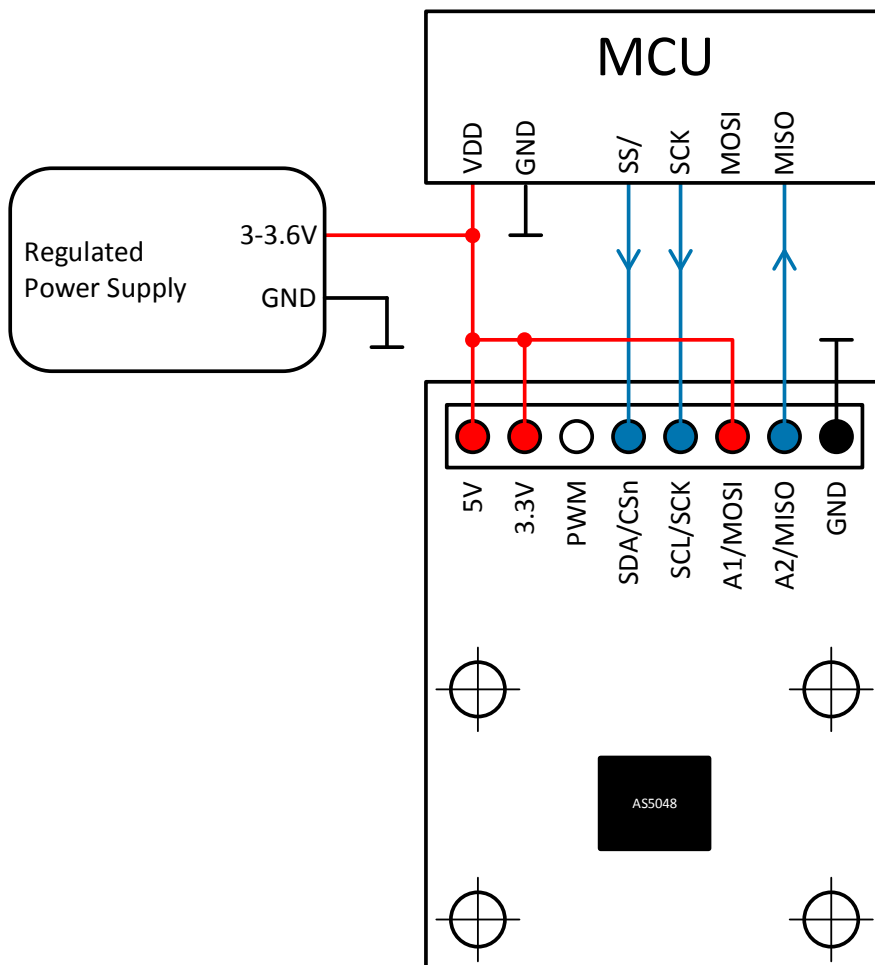 MCU
VDD
GND
SS/
SCK
MOSI
MISO
Regulated
Power Supply
3-3.6V
GND
5V
3.3V
PWM
SDA/CSn
SCL/SCK
A1/MOSI
A2/MISO
GND
AS5048